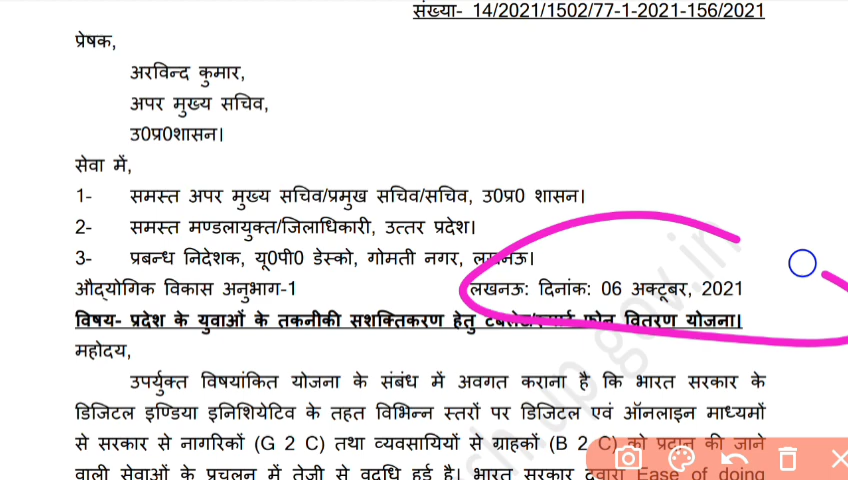 संख्या- 14/2021/1502/77-1-2021-156/2021
प्रेषक,
अरविन्द कुमार,
अपर मुख्य सचिव,
उ0प्र0शासन।
सेवा में,
1- समस्त अपर मुख्य सचिव/प्रमुख सचिव/सचिव, उ0प्र0 शासन।
2- समस्त मण्डलायुक्त/जिलाधिकारी, उत्तर प्रदेश।
3- प्रबन्ध निदेशक, यू0पी0 डेस्को, गोमती नगर, लखनऊ।
औद्योगिक विकास अनुभाग-1 लखनऊ: दिनांक: 06 अक्टूबर, 2021
विषय- प्रदेश के युवाओं के तकनीकी सशक्तिकरण हेतु टैबलेट/स्मार्ट फोन वितरण योजना।
महोदय,
उपर्युक्त विषयांकित योजना के संबंध में अवगत कराना है कि भारत सरकार के
डिजिटल इण्डिया इनिशियेटिव के तहत विभिन्न स्तरों पर डिजिटल एवं ऑनलाइन माध्यमों
से सरकार से नागरिकों (G 2 C) तथा व्यवसायियों से ग्राहकों (B 2 C) को प्रदान की जाने
वाली सेवाओं के प्रचलन में तेजी से वृद्धि हुई है। भारत सरकार द्वारा Ease of doing